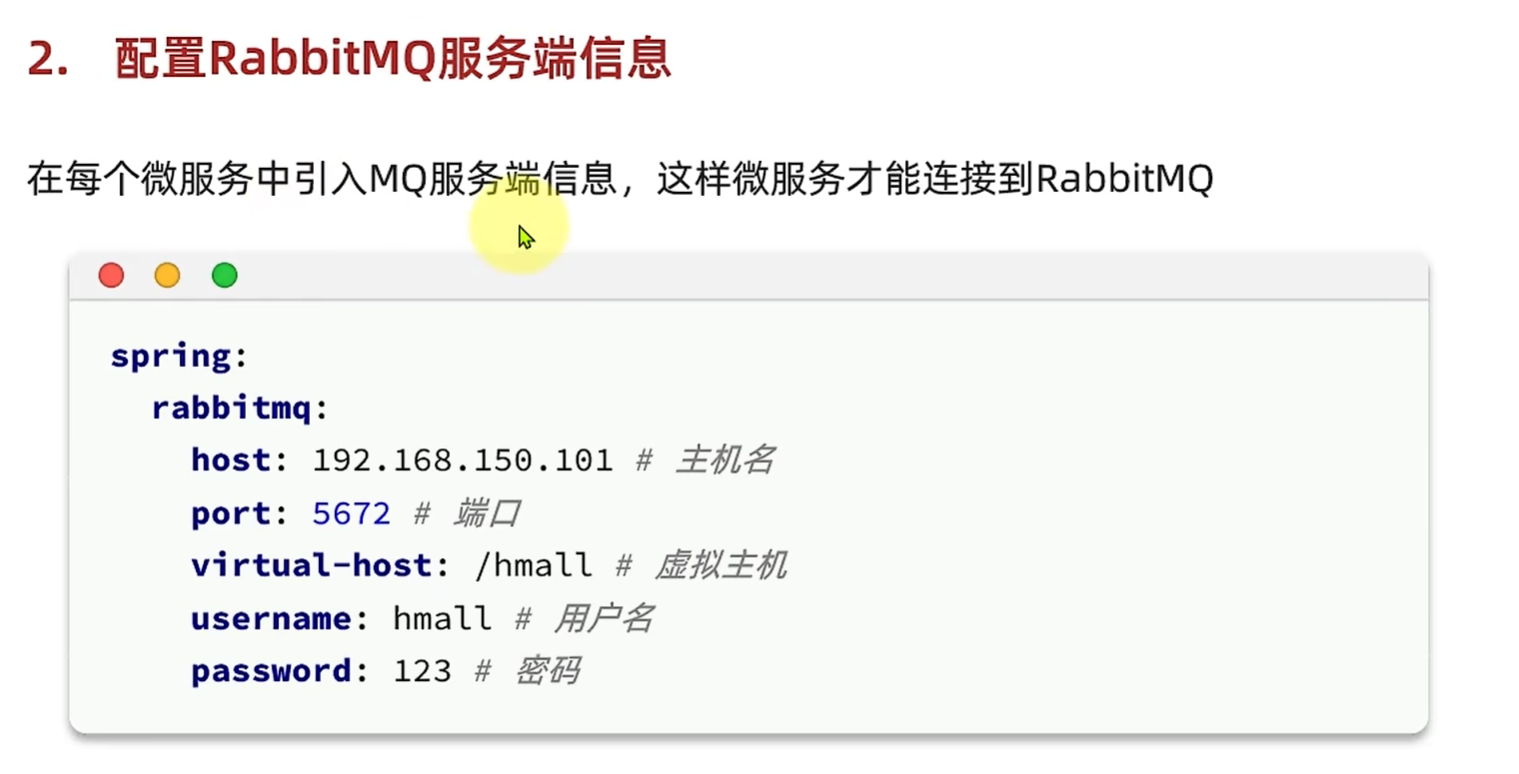 2. 配置RabbitMQ服务端信息
在每个微服务中引入MQ服务端信息，这样微服务才能连接到RabbitMQ
spring:
  rabbitmq:
    host: 192.168.150.101 # 主机名
    port: 5672 # 端口
    virtual-host: /hmall # 虚拟主机
    username: hmall # 用户名
    password: 123 # 密码